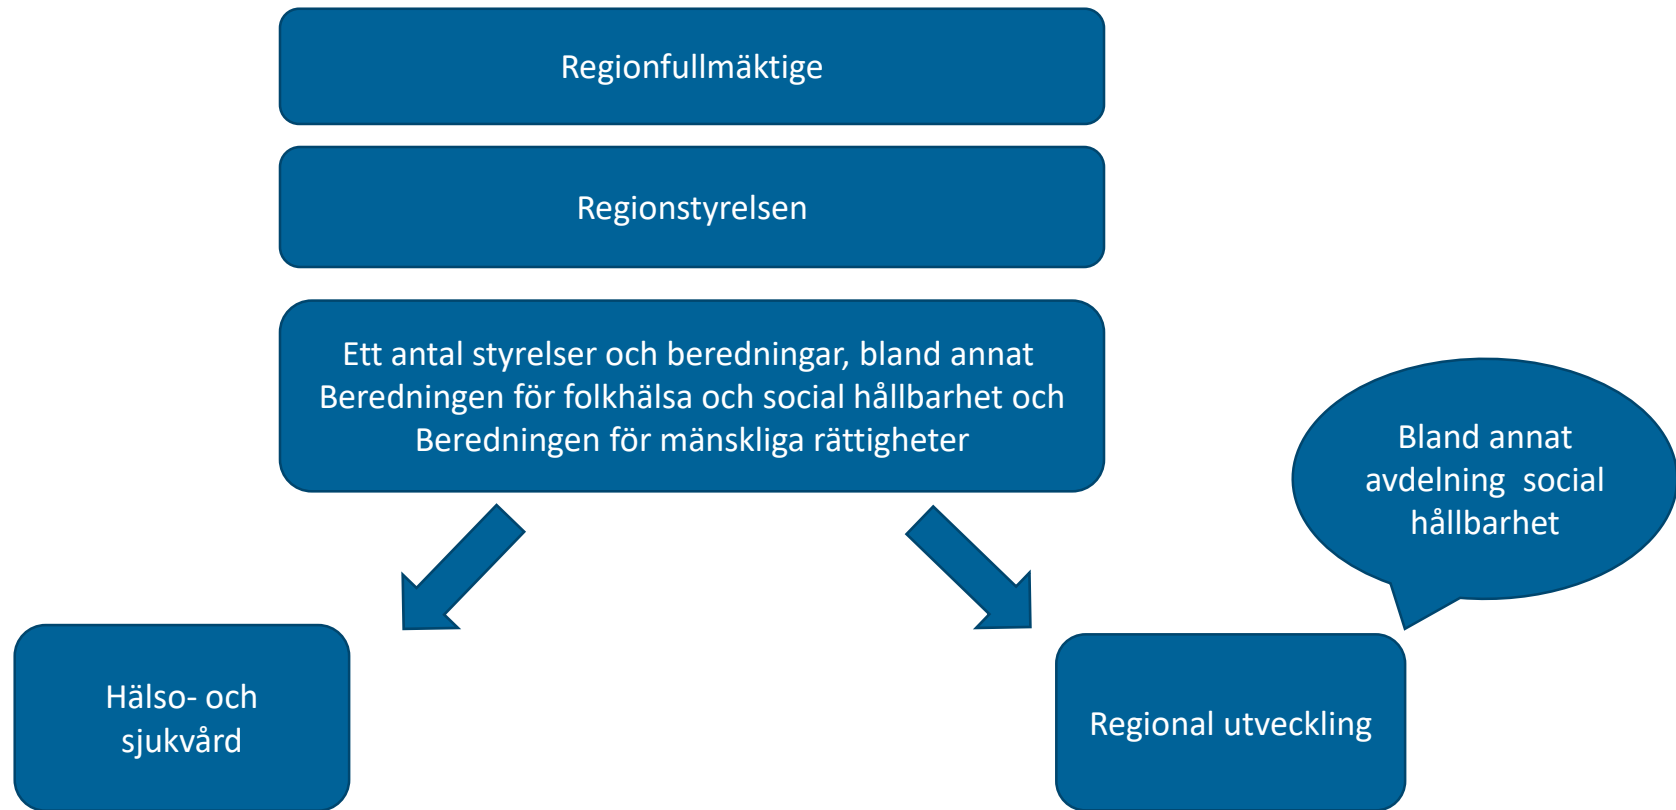 Regionfullmäktige
Regionstyrelsen
Ett antal styrelser och beredningar, bland annat
Beredningen för folkhälsa och social hållbarhet och
Beredningen för mänskliga rättigheter
Bland annat
avdelning  social
hållbarhet
Hälso- och
sjukvård
Regional utveckling